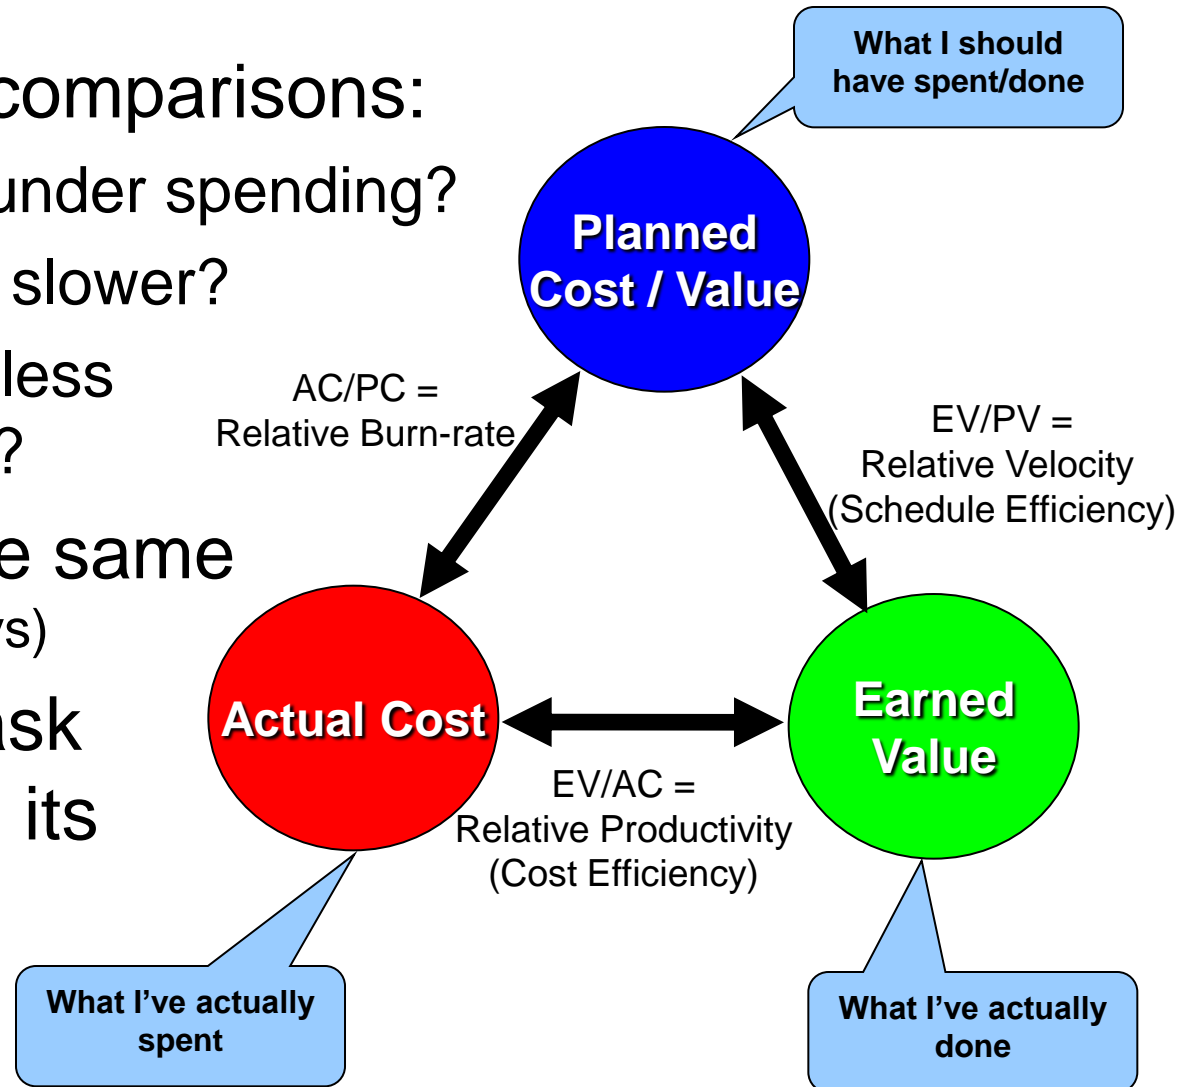 comparisons:
under spending?
slower?
less
?
e same
/s)
ask
its
What I should
have spent/done
Planned
Cost / Value
AC/PC =
Relative Burn-rate
EV/PV =
Relative Velocity
(Schedule Efficiency)
Actual Cost
Earned
Value
EV/AC =
Relative Productivity
(Cost Efficiency)
What I’ve actually
spent
What I’ve actually
done